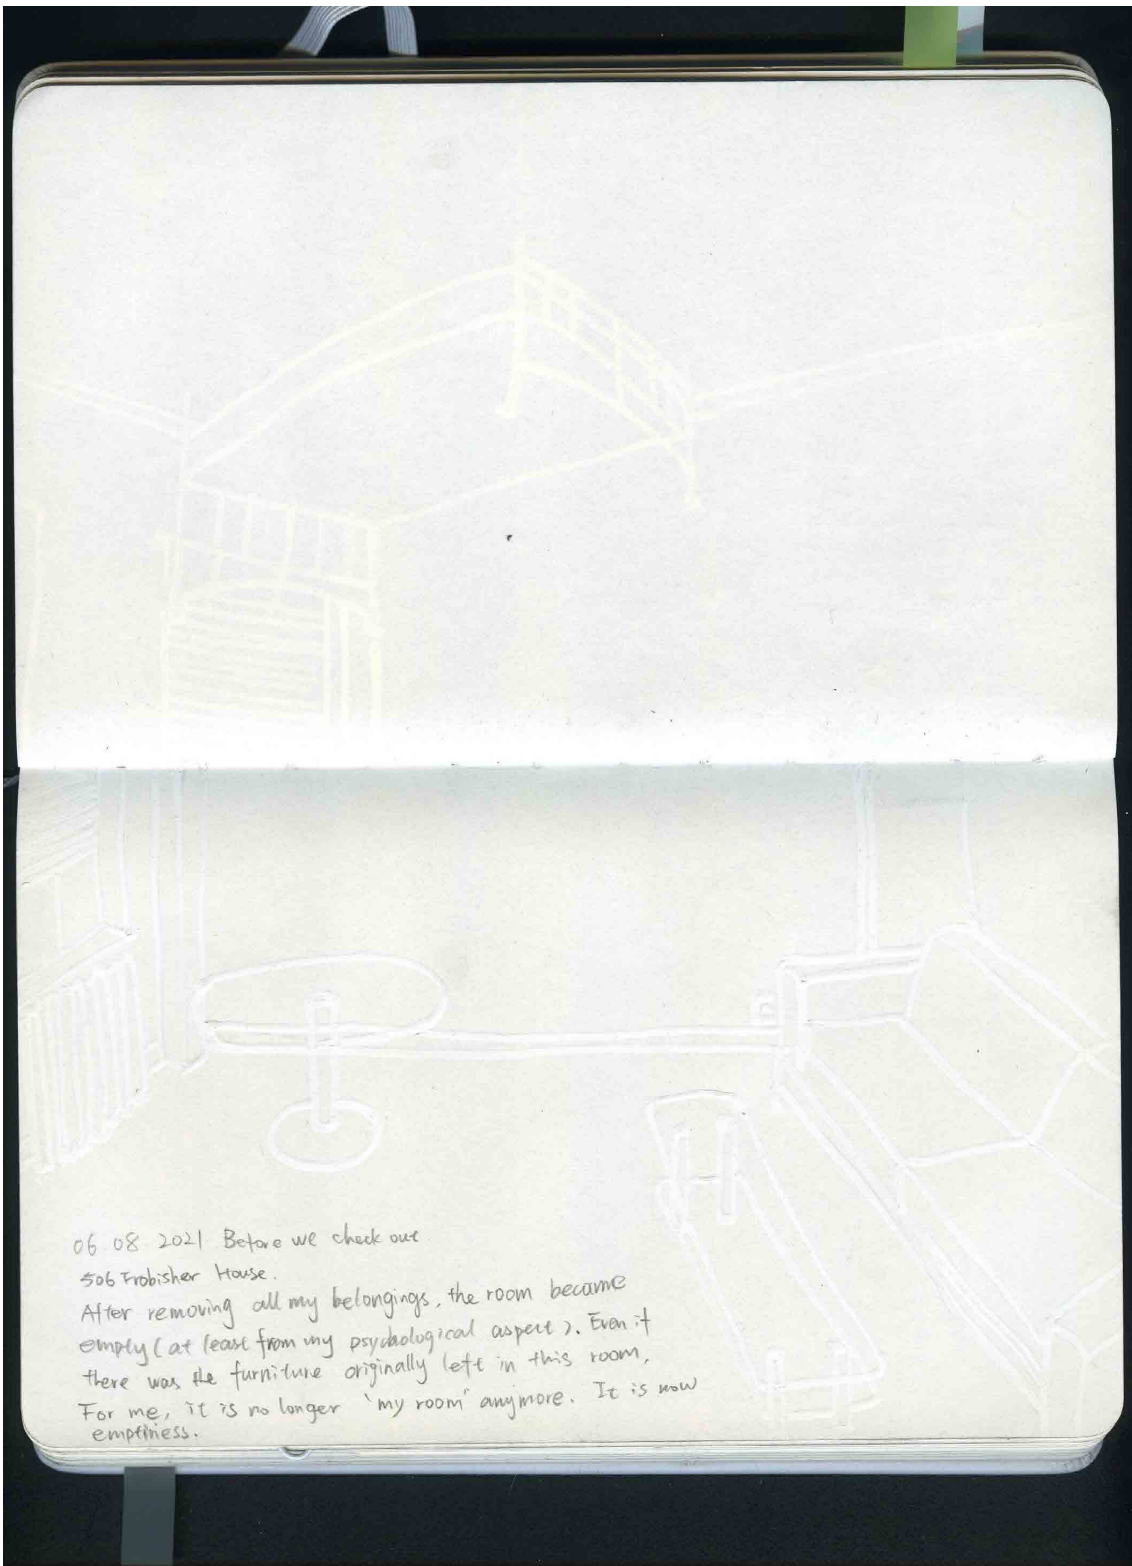 06 08 2021 Before we check out
506 Frobisher House.
After removing all my belongings, the room became
empty (at least from my psychological aspect). Even if
there was the furniture originally left in this room,
For me, it is no longer "my room" anymore. It is now
emptiness.